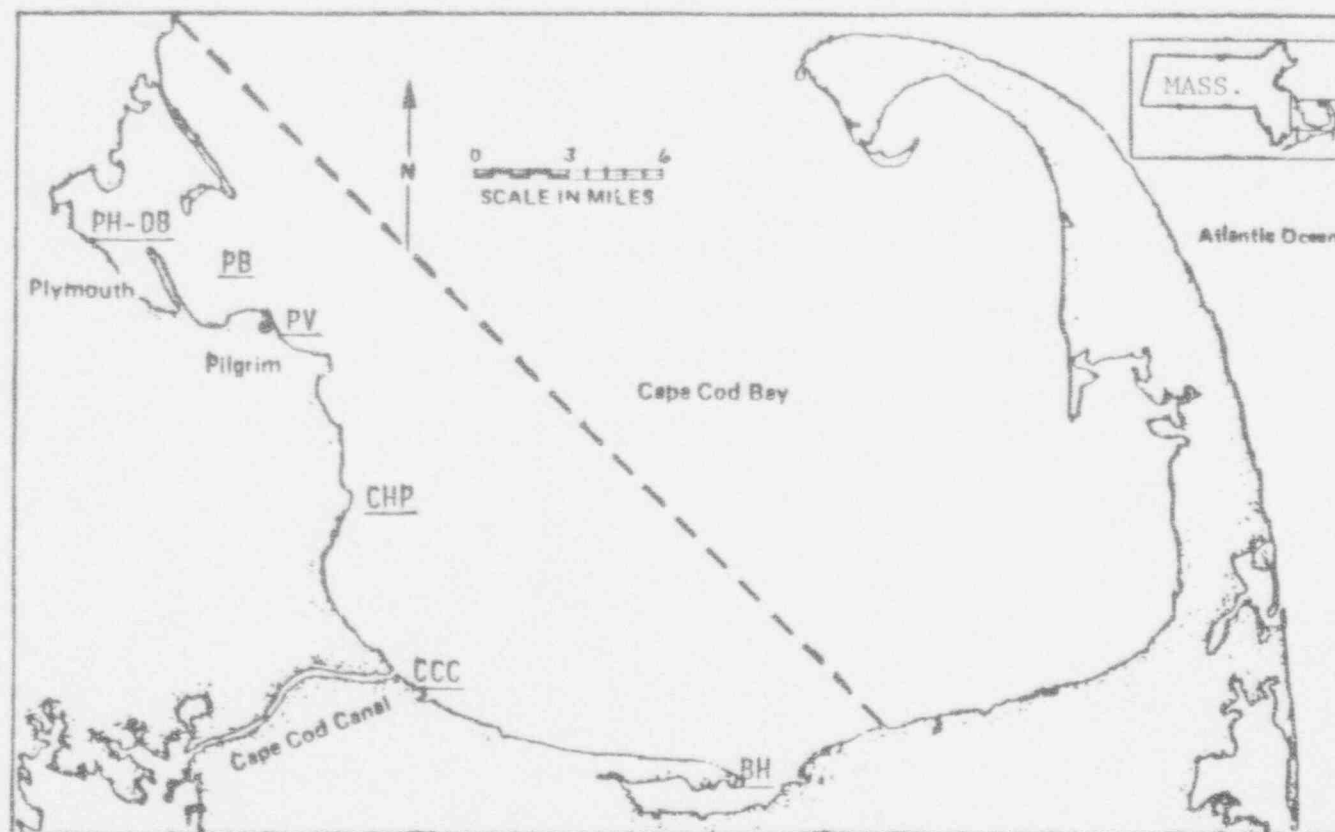 MASS.
N
0 3 6
SCALE IN MILES
PH-DB
Atlantic Ocean
PB
Plymouth
PV
Pilgrim
Cape Cod Bay
CHP
CCC
Cape Cod Canal
BH